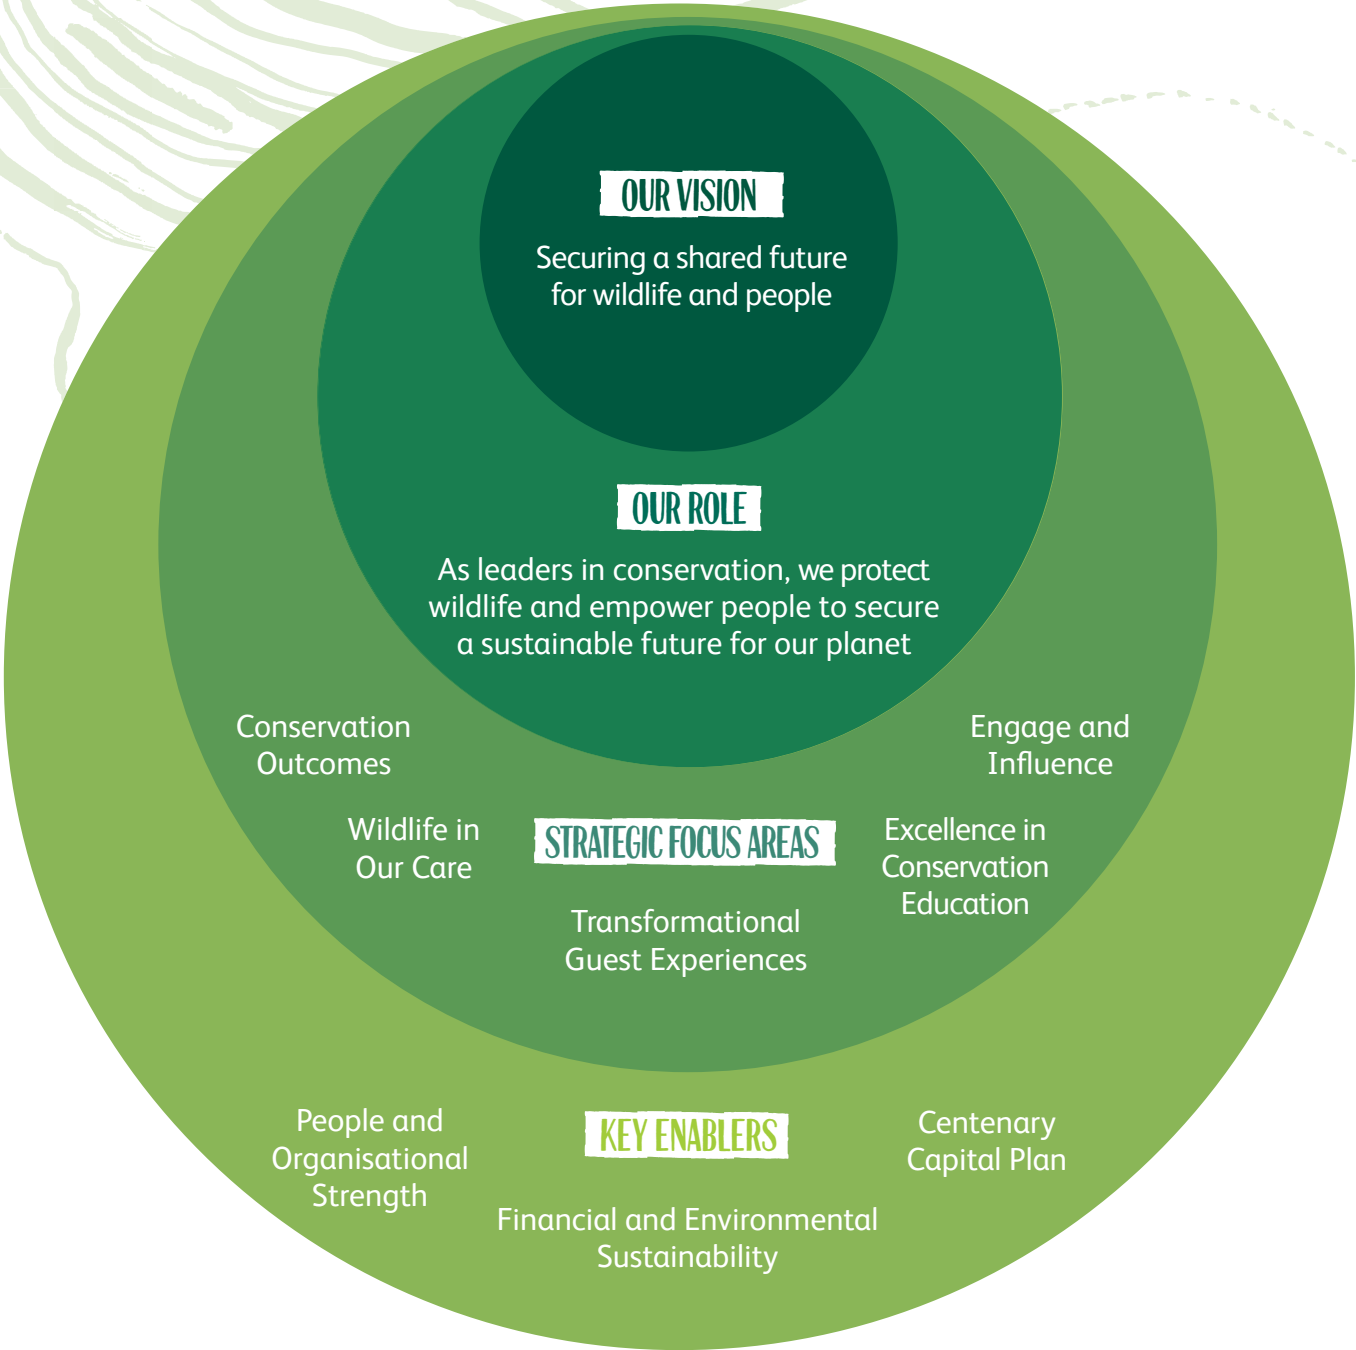 OUR VISION
Securing a shared future
for wildlife and people
OUR ROLE
As leaders in conservation, we protect
wildlife and empower people to secure
a sustainable future for our planet
Conservation
Outcomes
Wildlife in
Our Care
STRATEGIC FOCUS AREAS
Transformational
Guest Experiences
Excellence in
Conservation
Education
Engage and
Influence
People and
Organisational
Strength
KEY ENABLERS
Financial and Environmental
Sustainability
Centenary
Capital Plan